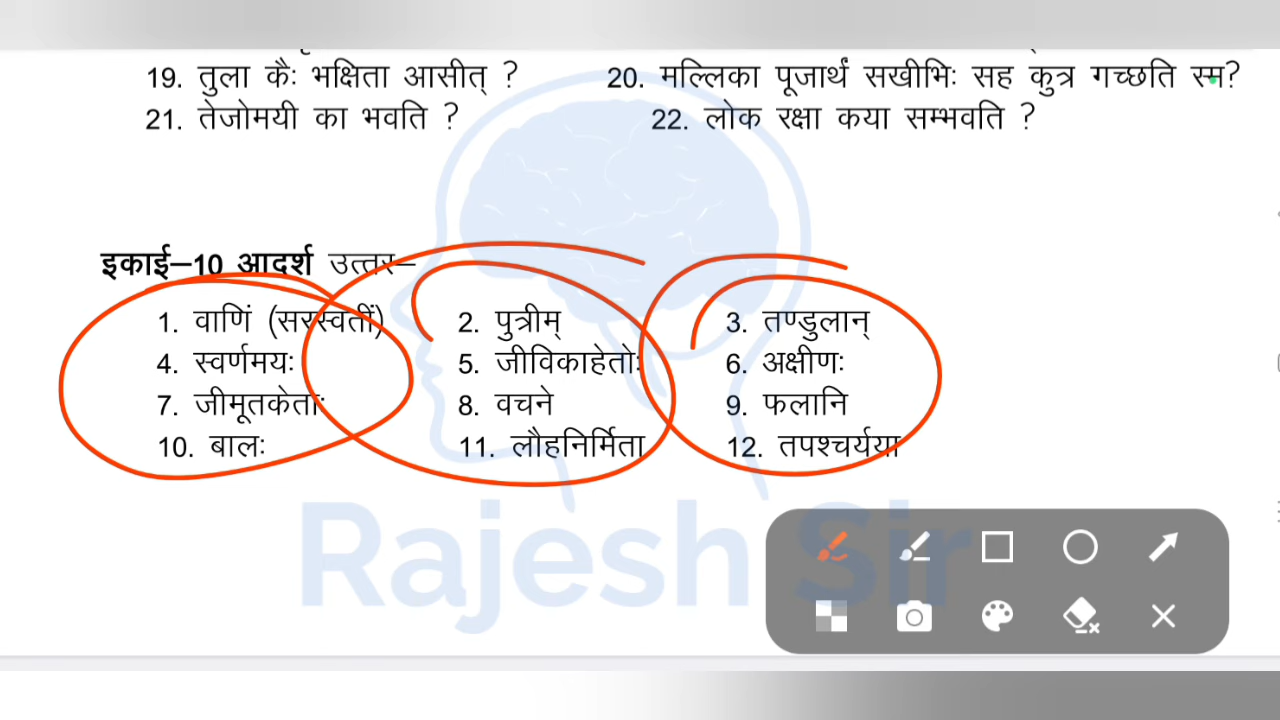 19. तुला कैः भक्षिता आसीत् ? 20. मल्लिका पूजार्थं सखीभिः सह कुत्र गच्छति स्म?
21. तेजोमयी का भवति ? 22. लोक रक्षा कया सम्भवति ?
इकाई–10 आदर्श उत्तर–
1. वाणिं (सरस्वतीं) 2. पुत्रीम् 3. तण्डुलान्
4. स्वर्णमयः 5. जीविकाहेतोः 6. अक्षीणः
7. जीमूतकेतोः 8. वचने 9. फलानि
10. बालः 11. लौहनिर्मिता 12. तपश्चर्यया
Rajesh Sir